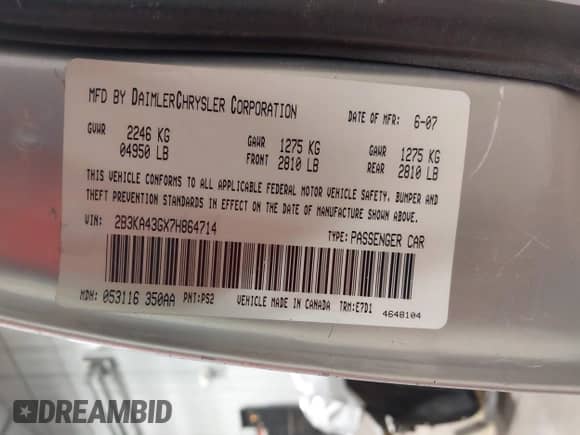 MFD BY DAIMLERCHRYSLER CORPORATION DATE OF MFR: 6-07
GVWR 2246 KG 04950 LB GAWR FRONT 1275 KG 2810 LB GAWR REAR 1275 KG 2810 LB
THIS VEHICLE CONFORMS TO ALL APPLICABLE FEDERAL MOTOR VEHICLE SAFETY, BUMPER AND
THEFT PREVENTION STANDARDS IN EFFECT ON THE DATE OF MANUFACTURE SHOWN ABOVE.
VIN: 2B3KA43GX7H864714 TYPE: PASSENGER CAR
MDH: 053116 350AA PNT:PS2 VEHICLE MADE IN CANADA TRM:E7D1
4648104
DREAMBID